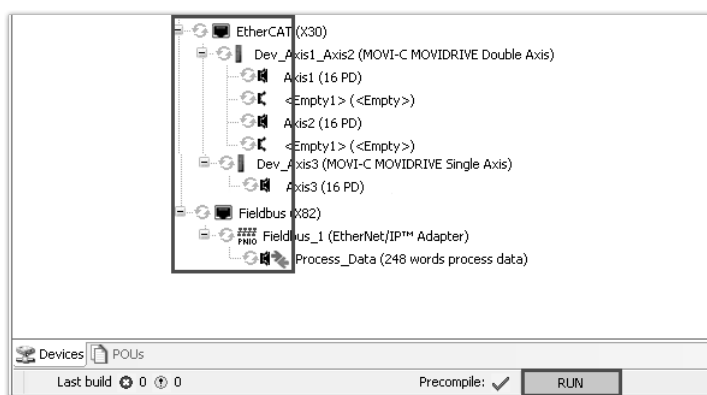 EtherCAT (X30)
Dev_Axis1_Axis2 (MOVI-C MOVIDRIVE Double Axis)
Axis1 (16 PD)
<Empty1> (<Empty>)
Axis2 (16 PD)
<Empty1> (<Empty>)
Dev_Axis3 (MOVI-C MOVIDRIVE Single Axis)
Axis3 (16 PD)
Fieldbus (X82)
PNIO Fieldbus_1 (EtherNet/IP™ Adapter)
Process_Data (248 words process data)
Devices POUs
Last build 0 0 Precompile: RUN